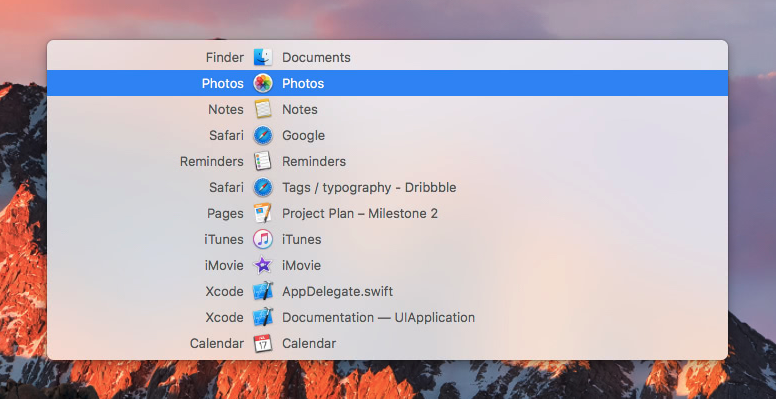 Finder Documents
Photos Photos
Notes Notes
Safari Google
Reminders Reminders
Safari Tags / typography - Dribbble
Pages Project Plan – Milestone 2
iTunes iTunes
iMovie iMovie
Xcode AppDelegate.swift
Xcode Documentation — UIApplication
Calendar 17 Calendar